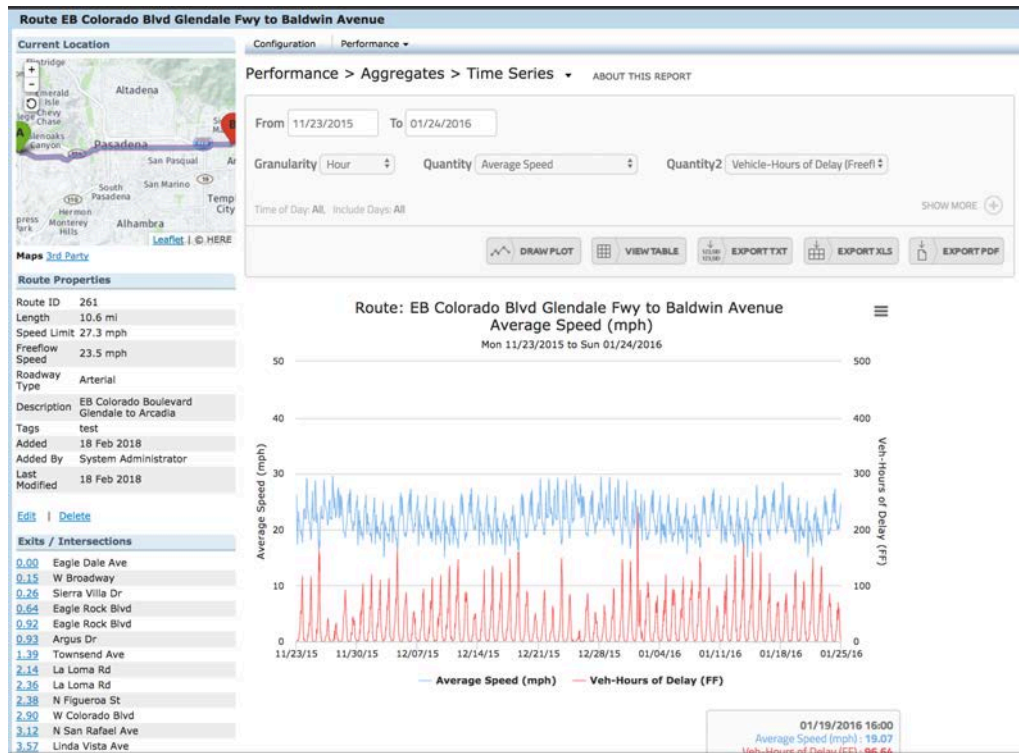 Route EB Colorado Blvd Glendale Fwy to Baldwin Avenue
Current Location
+
-
Altadena
Chevy
Chase
Glenoaks
Canyon
Pasadena
San Pasqual
South
Pasadena
San Marino
Temp
City
Hermon
Monterey
Hills
Alhambra
A
B
Leaflet | © HERE
Maps 3rd Party
Route Properties
Route ID 261
Length 10.6 mi
Speed Limit 27.3 mph
Freeflow
Speed 23.5 mph
Roadway
Type Arterial
Description EB Colorado Boulevard
Glendale to Arcadia
Tags test
Added 18 Feb 2018
Added By System Administrator
Last
Modified 18 Feb 2018
Edit | Delete
Exits / Intersections
0.00 Eagle Dale Ave
0.15 W Broadway
0.26 Sierra Villa Dr
0.64 Eagle Rock Blvd
0.92 Eagle Rock Blvd
0.93 Argus Dr
1.39 Townsend Ave
2.14 La Loma Rd
2.36 La Loma Rd
2.38 N Figueroa St
2.90 W Colorado Blvd
3.12 N San Rafael Ave
3.57 Linda Vista Ave
Configuration Performance
Performance > Aggregates > Time Series ABOUT THIS REPORT
From 11/23/2015 To 01/24/2016
Granularity Hour Quantity Average Speed Quantity2 Vehicle-Hours of Delay (Freefl
Time of Day: All, Include Days: All SHOW MORE
DRAW PLOT VIEW TABLE EXPORT TXT EXPORT XLS EXPORT PDF
Route: EB Colorado Blvd Glendale Fwy to Baldwin Avenue
Average Speed (mph)
Mon 11/23/2015 to Sun 01/24/2016
50 500
40 400
30 300
20 200
10 100
0 0
Average Speed (mph)
Veh-Hours of Delay (FF)
11/23/15 11/30/15 12/07/15 12/14/15 12/21/15 12/28/15 01/04/16 01/11/16 01/18/16 01/25/16
Average Speed (mph) Veh-Hours of Delay (FF)
01/19/2016 16:00
Average Speed (mph) : 19.07
Veh-Hours of Delay (FF) : 96.64